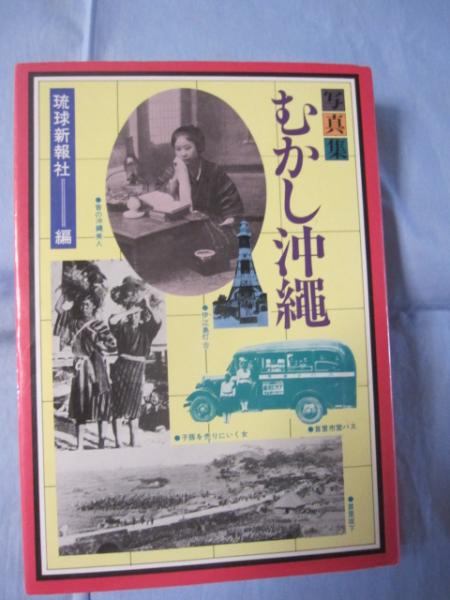 写真集
むかし沖縄
琉球新報社──編
●昔の沖縄美人
●伊江島灯台
●子豚を売りにいく女
●首里市営バス
●首里城下